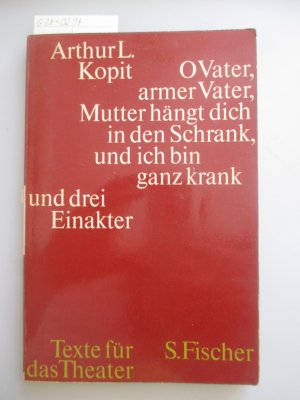 Arthur L.
Kopit
O Vater,
armer Vater,
Mutter hängt dich
in den Schrank,
und ich bin
ganz krank
und drei
Einakter
Texte für
das Theater
S. Fischer